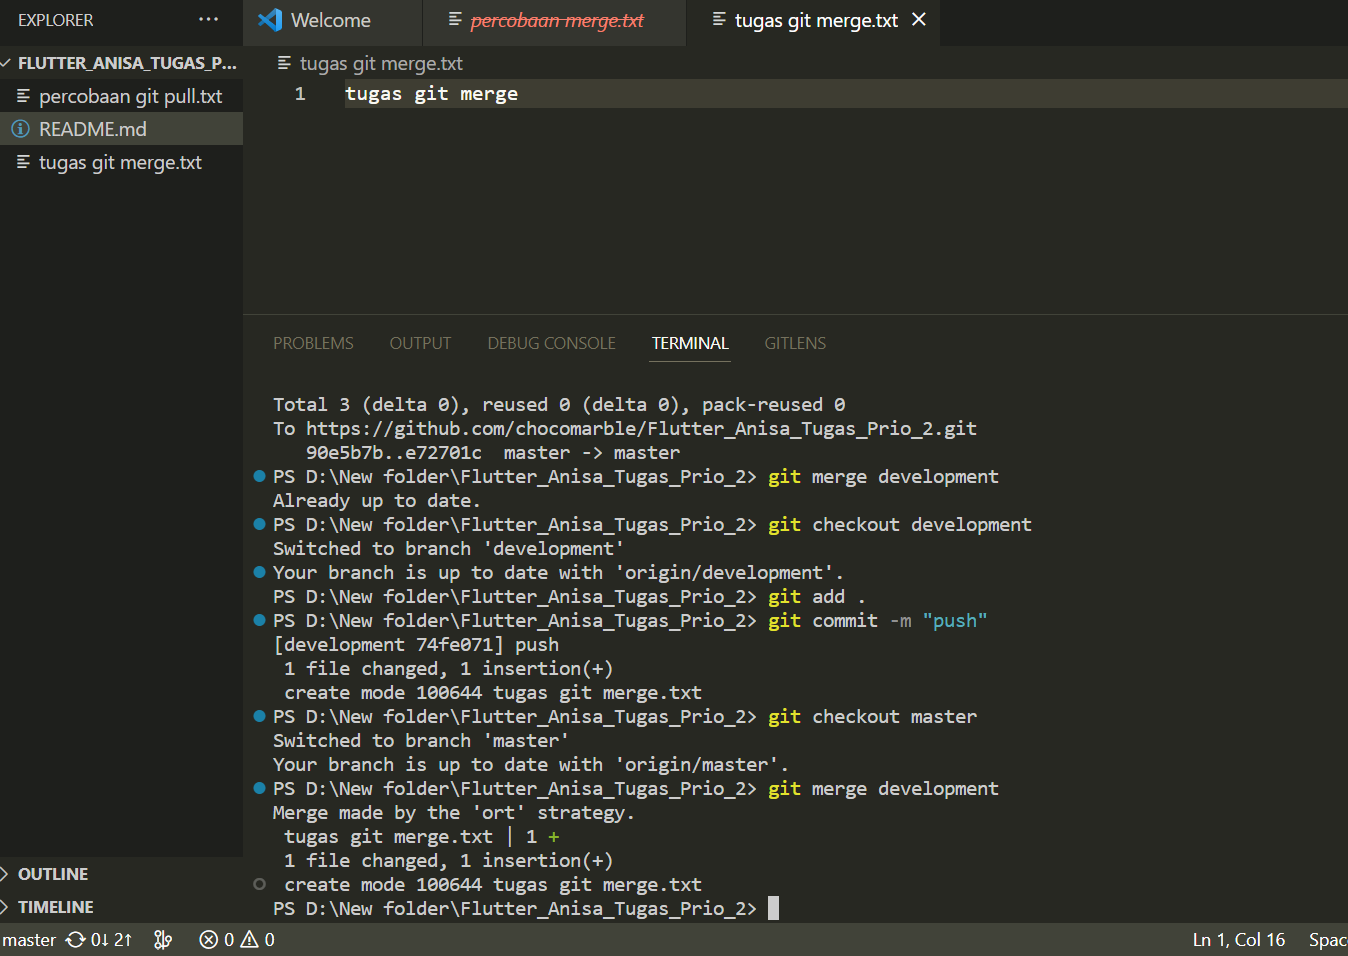 EXPLORER ···
Welcome
percobaan merge.txt
tugas git merge.txt
FLUTTER_ANISA_TUGAS_P...
percobaan git pull.txt
README.md
tugas git merge.txt
tugas git merge.txt
1 tugas git merge
PROBLEMS OUTPUT DEBUG CONSOLE TERMINAL GITLENS
Total 3 (delta 0), reused 0 (delta 0), pack-reused 0
To https://github.com/chocomarble/Flutter_Anisa_Tugas_Prio_2.git
90e5b7b..e72701c master -> master
PS D:\New folder\Flutter_Anisa_Tugas_Prio_2> git merge development
Already up to date.
PS D:\New folder\Flutter_Anisa_Tugas_Prio_2> git checkout development
Switched to branch 'development'
Your branch is up to date with 'origin/development'.
PS D:\New folder\Flutter_Anisa_Tugas_Prio_2> git add .
PS D:\New folder\Flutter_Anisa_Tugas_Prio_2> git commit -m "push"
[development 74fe071] push
1 file changed, 1 insertion(+)
create mode 100644 tugas git merge.txt
PS D:\New folder\Flutter_Anisa_Tugas_Prio_2> git checkout master
Switched to branch 'master'
Your branch is up to date with 'origin/master'.
PS D:\New folder\Flutter_Anisa_Tugas_Prio_2> git merge development
Merge made by the 'ort' strategy.
tugas git merge.txt | 1 +
1 file changed, 1 insertion(+)
create mode 100644 tugas git merge.txt
PS D:\New folder\Flutter_Anisa_Tugas_Prio_2>
OUTLINE
TIMELINE
master 0↓ 2↑ 0 0 Ln 1, Col 16 Spac